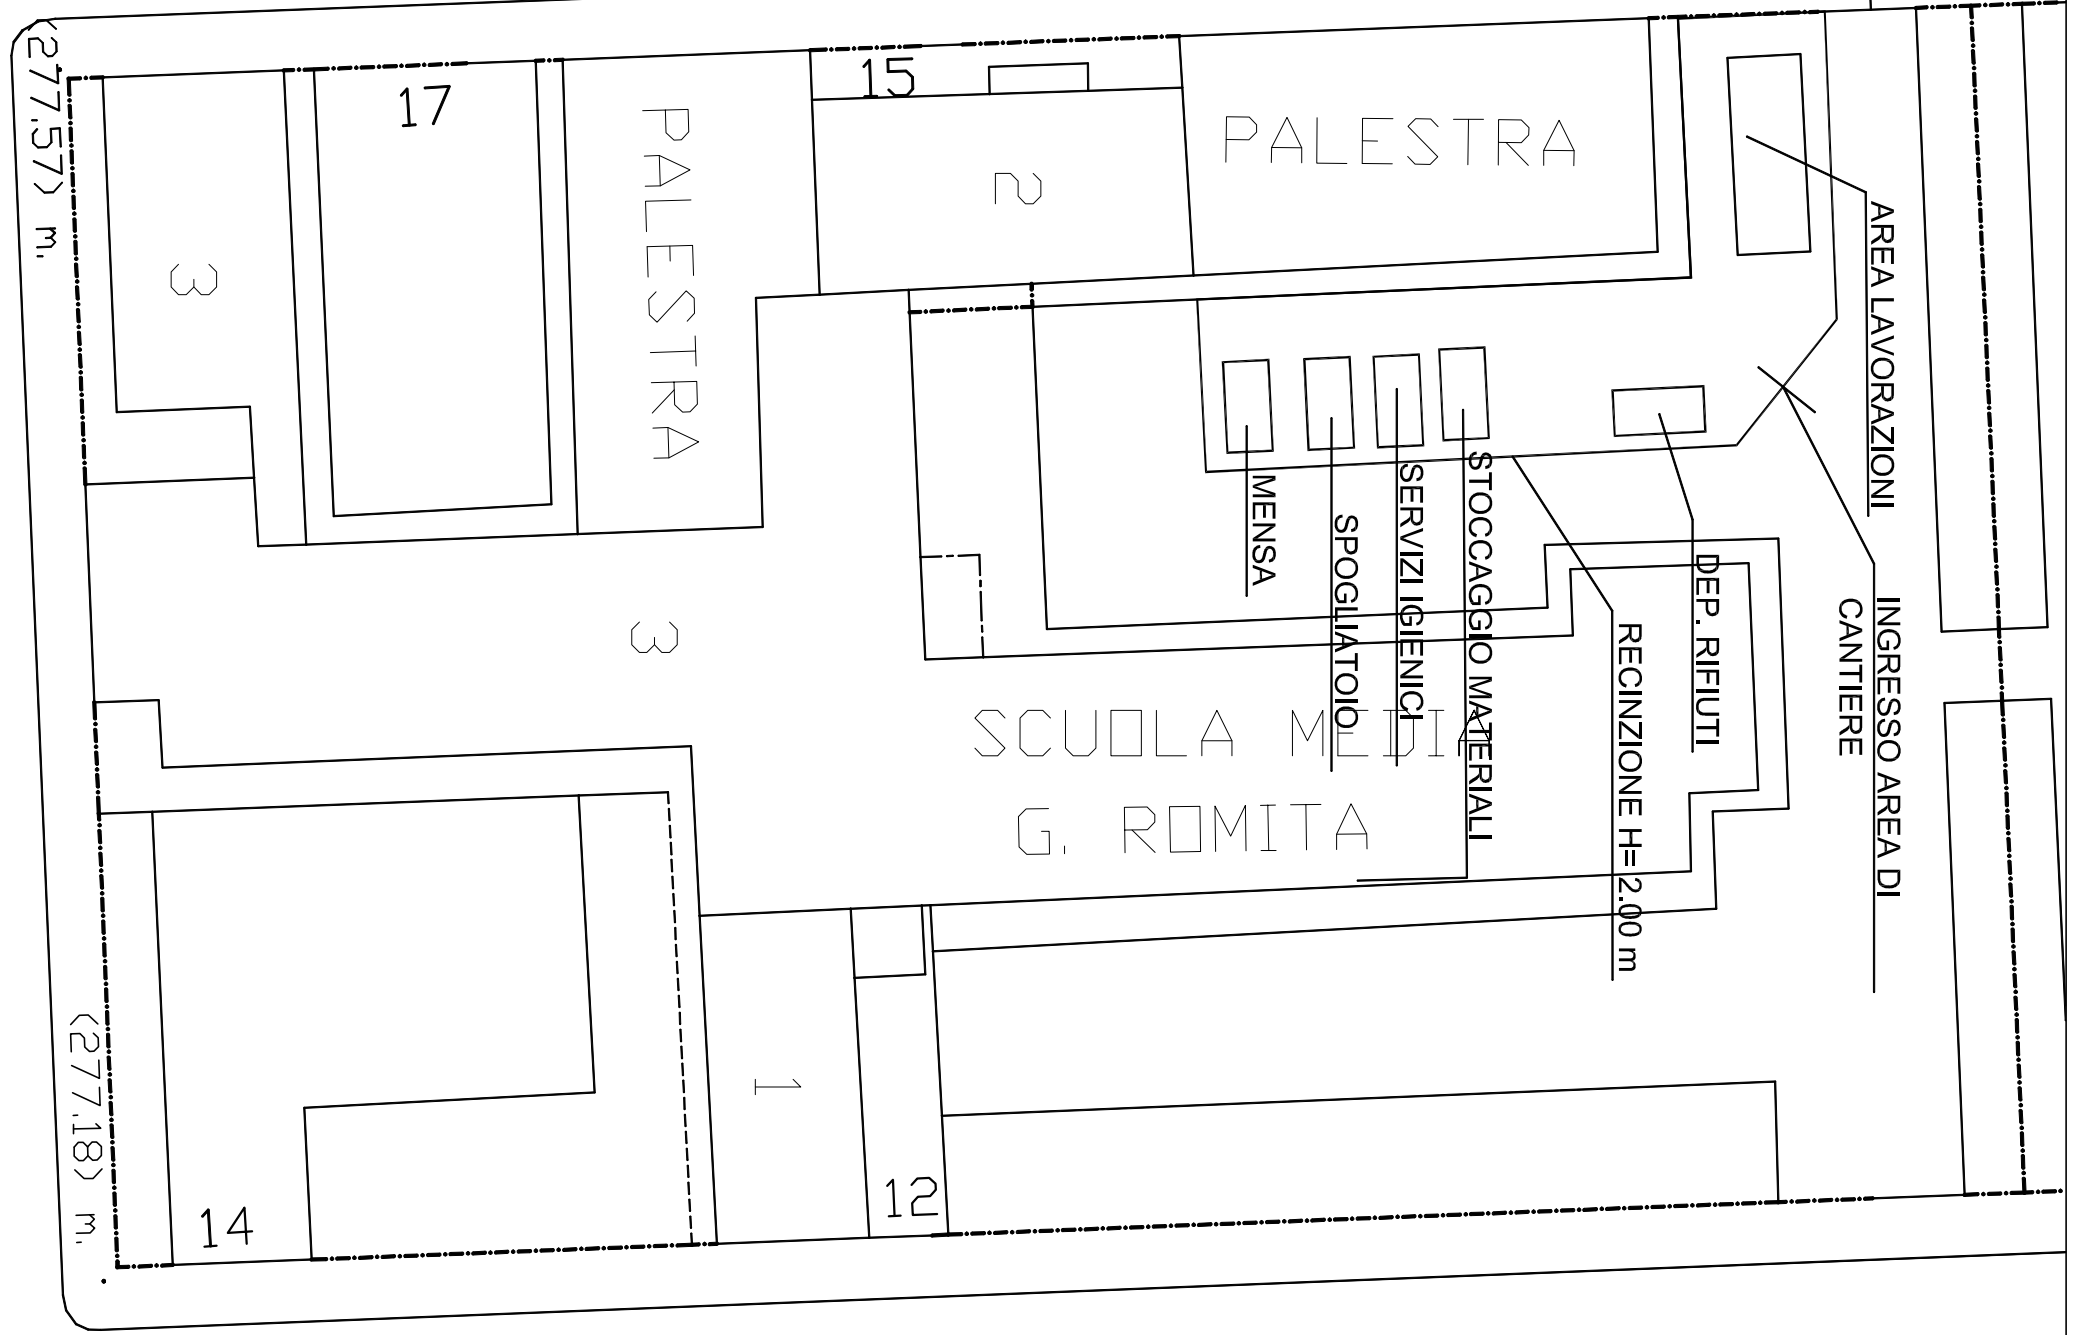 (277.57) m.
17
15
PALESTRA
PALESTRA
2
3
AREA LAVORAZIONI
MENSA
SPOGLIATOIO
SERVIZI IGIENICI
STOCCAGGIO MATERIALI
DEP. RIFIUTI
RECINZIONE H= 2.00 m
INGRESSO AREA DI
CANTIERE
3
SCUOLA MEDIA
G. ROMITA
1
(277.18) m.
14
12